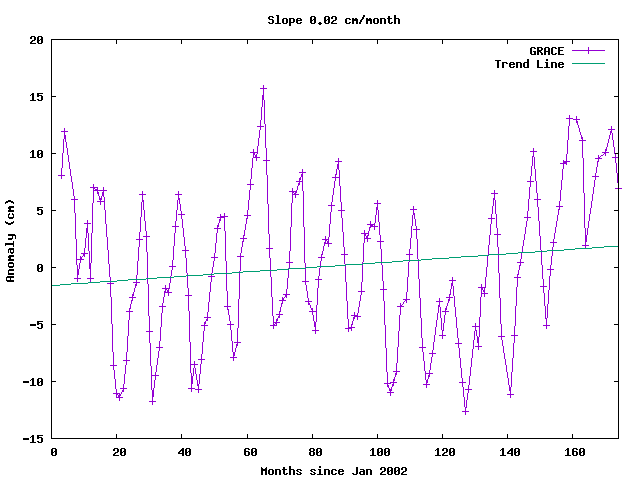 Slope 0.02 cm/month
GRACE
Trend Line
20
15
10
5
0
-5
-10
-15
Anomaly (cm)
0 20 40 60 80 100 120 140 160
Months since Jan 2002